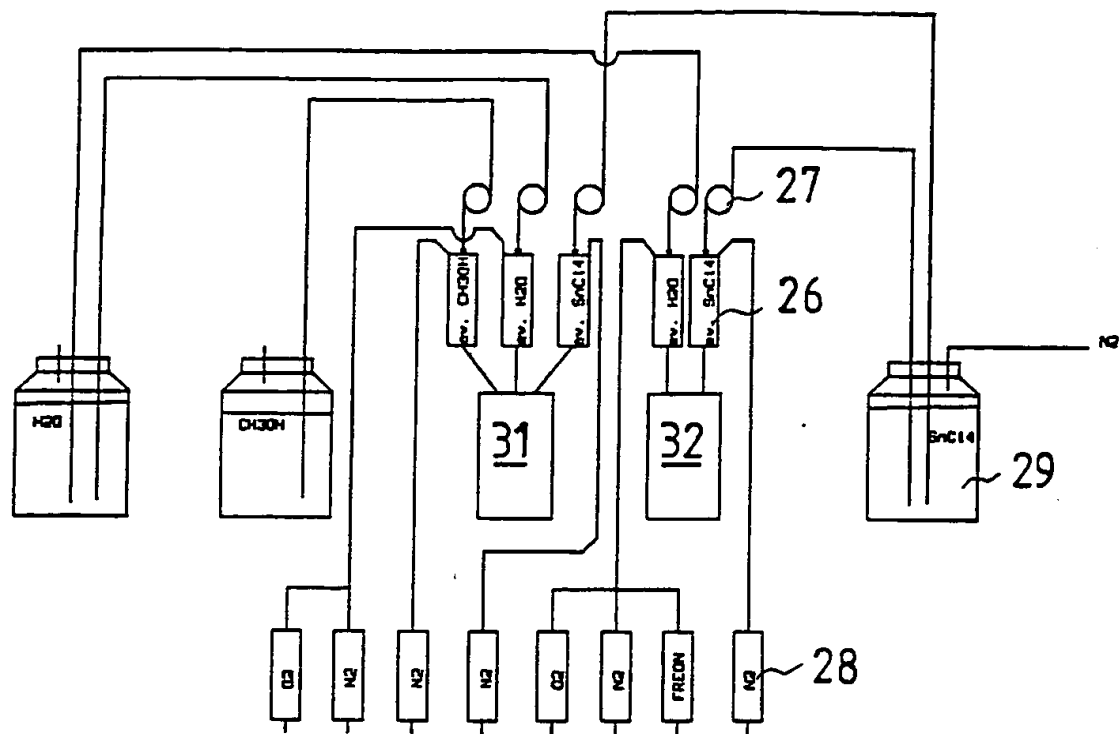 27
EV. CH3OH
EV. H2O
EV. SnCl4
EV. H2O
EV. SnCl4
26
N2
H2O
CH3OH
31
32
SnCl4
29
O2
N2
N2
N2
O2
N2
FREON
N2
28